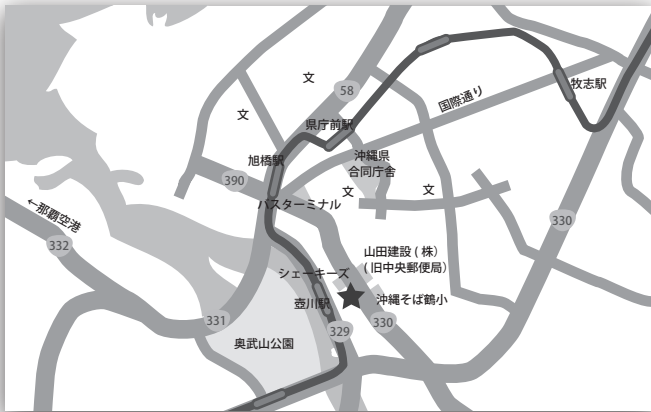 文
58
牧志駅
国際通り
文
県庁前駅
旭橋駅
沖縄県
合同庁舎
390
文
文
バスターミナル
←那覇空港
332
330
山田建設(株)
(旧中央郵便局)
シェーキーズ
壺川駅
沖縄そば鶴小
331
329
330
奥武山公園